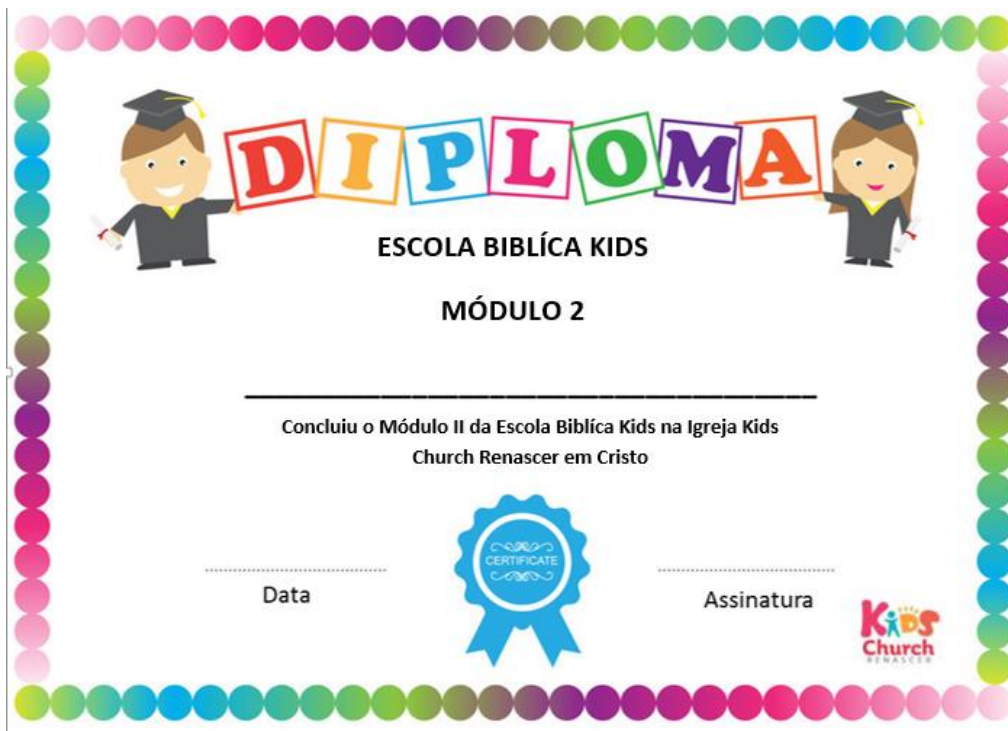 DIPLOMA
ESCOLA BIBLÍCA KIDS
MÓDULO 2
Concluiu o Módulo II da Escola Biblíca Kids na Igreja Kids
Church Renascer em Cristo
CERTIFICATE
Data
Assinatura
KiDS
Church
RENASCER